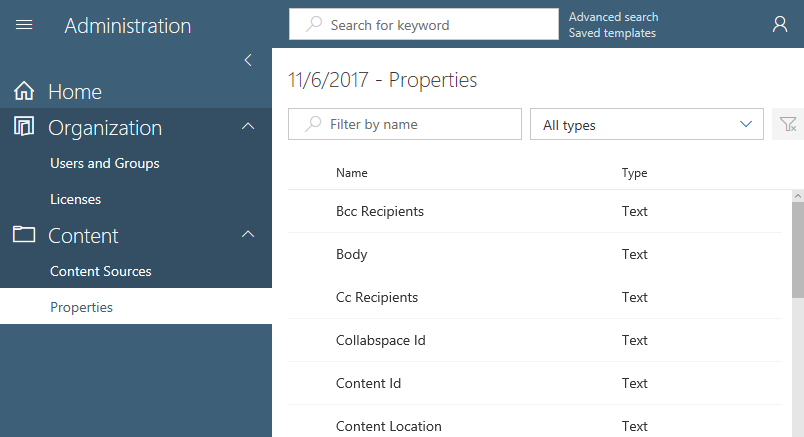 Administration
Search for keyword
Advanced search
Saved templates
Home
Organization
Users and Groups
Licenses
Content
Content Sources
Properties
11/6/2017 - Properties
Filter by name
All types
Name Type
Bcc Recipients Text
Body Text
Cc Recipients Text
Collabspace Id Text
Content Id Text
Content Location Text